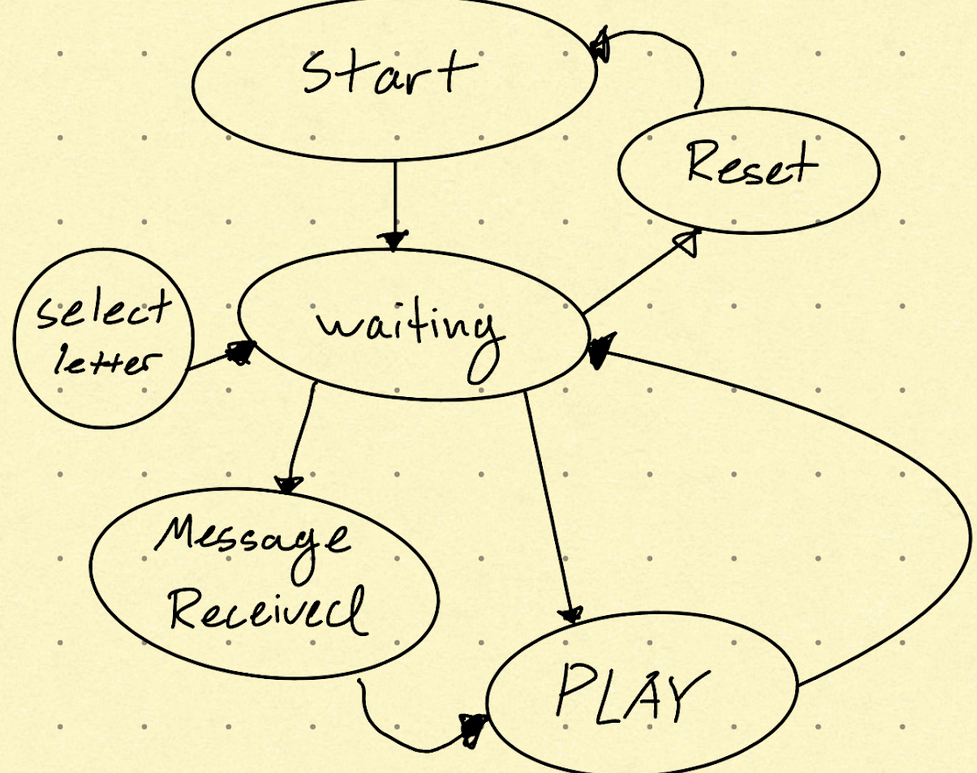 Start
Reset
select
letter
waiting
Message
Received
PLAY